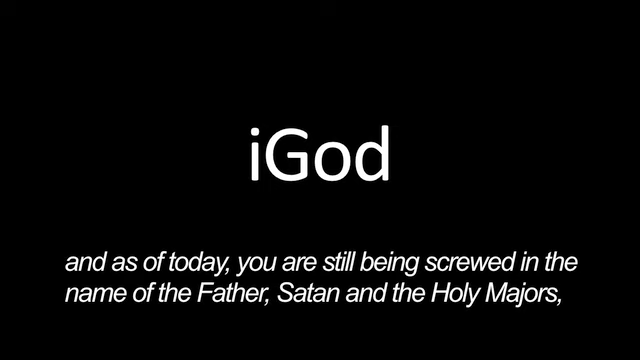 iGod
and as of today, you are still being screwed in the
name of the Father, Satan and the Holy Majors,